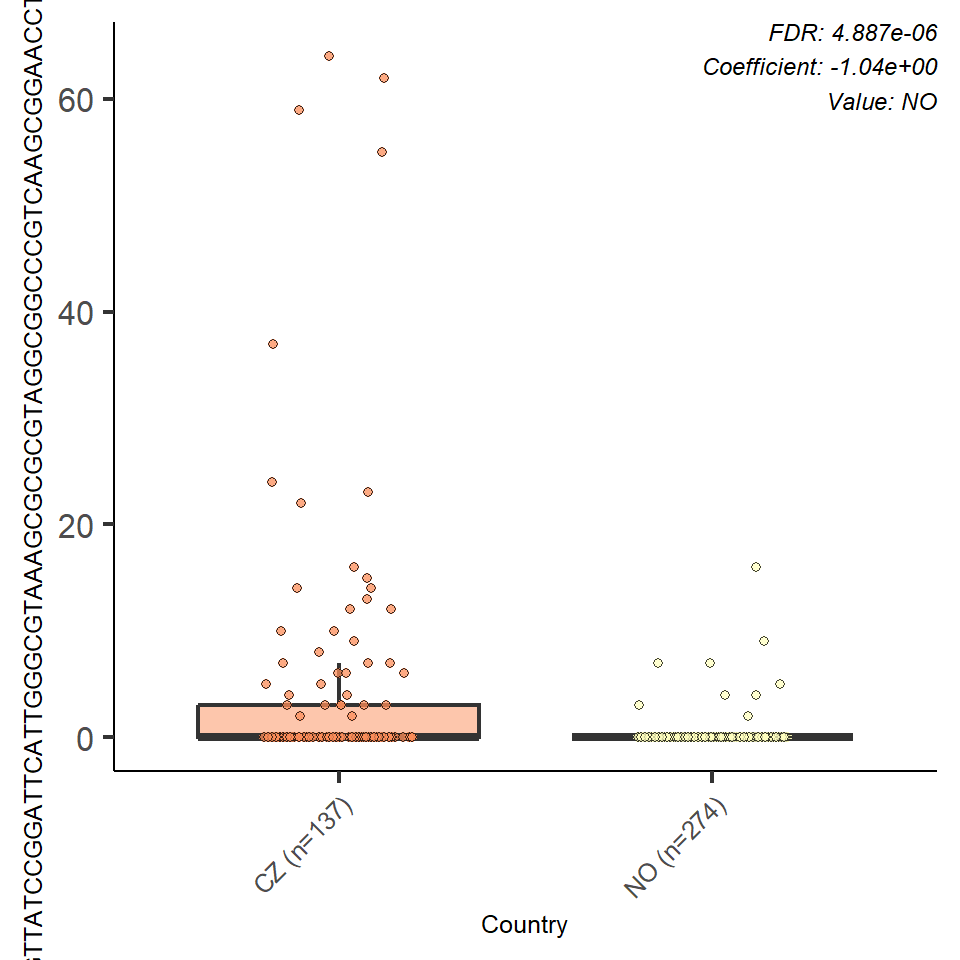 FDR: 4.887e-06
Coefficient: -1.04e+00
Value: NO
GTTATCCGGATTCATTGGGCGTAAAGCGCGCGTAGGCGGCCCGTCAAGCGGAACCT
60
40
20
0
CZ (n=137)
NO (n=274)
Country